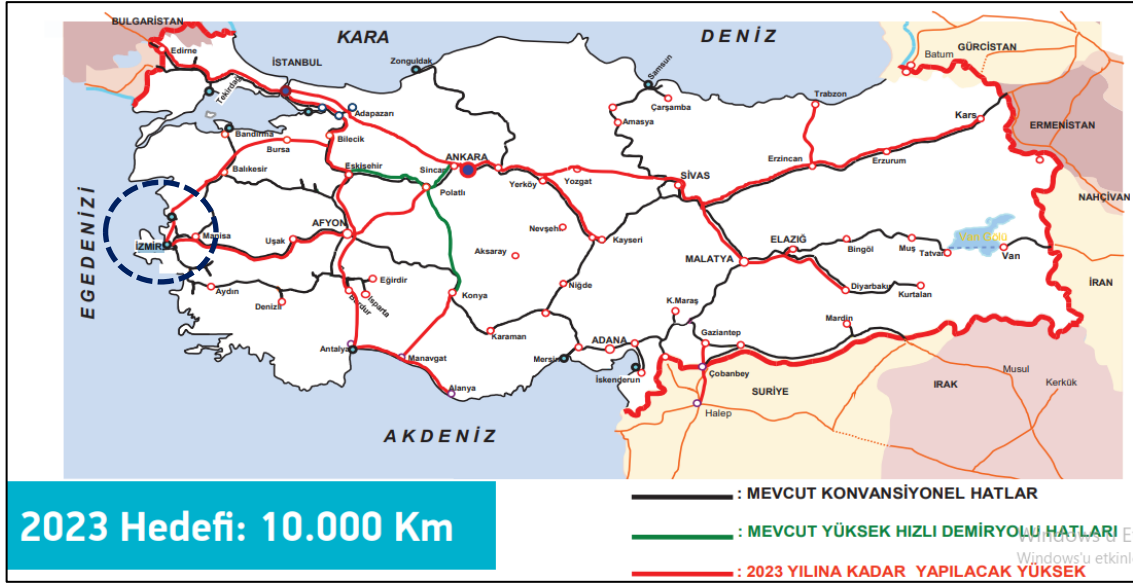 BULGARİSTAN
KARA
DENİZ
Edirne
İSTANBUL
Zonguldak
Samsun
Batum
GÜRCİSTAN
Tekirdağ
Çarşamba
Trabzon
Adapazarı
Amasya
Kars
ERMENİSTAN
Bandırma
Bilecik
Bursa
Eskişehir
ANKARA
Sincan
Erzincan
Erzurum
Balıkesir
Polatlı
Yerköy
Yozgat
SİVAS
NAHÇİVAN
EGEDENİZİ
İZMİR
Manisa
Uşak
AFYON
Nevşehir
Kayseri
ELAZIĞ
Bingöl
Muş
Tatvan
Van Gölü
Van
Aksaray
MALATYA
Eğirdir
Aydın
Denizli
Burdur
Isparta
Konya
Niğde
Diyarbakır
Kurtalan
İRAN
K.Maraş
Karaman
Mardin
Gaziantep
Antalya
Manavgat
Mersin
ADANA
Alanya
İskenderun
Çobanbey
SURİYE
IRAK
Musul
Kerkük
Halep
AKDENİZ
2023 Hedefi: 10.000 Km
: MEVCUT KONVANSİYONEL HATLAR
: MEVCUT YÜKSEK HIZLI DEMİRYOLU HATLARI
Windows'u E
Windows'u etkinl
: 2023 YILINA KADAR YAPILACAK YÜKSEK